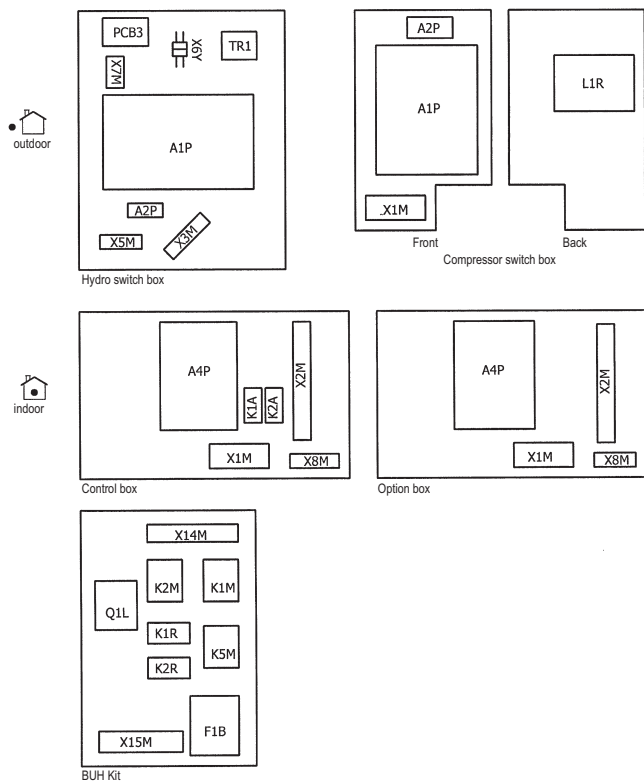 PCB3
X6Y
TR1
X7M
A1P
A2P
X5M
X3M
Hydro switch box
outdoor
A2P
A1P
X1M
Front
L1R
Back
Compressor switch box
indoor
A4P
K1A
K2A
X2M
X1M
X8M
Control box
A4P
X2M
X1M
X8M
Option box
X14M
K2M
K1M
Q1L
K1R
K5M
K2R
F1B
X15M
BUH Kit